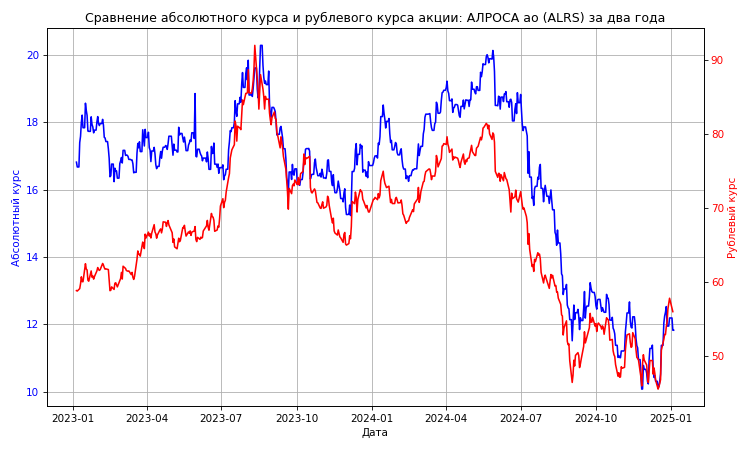 Сравнение абсолютного курса и рублевого курса акции: АЛРОСА ао (ALRS) за два года
20
18
16
14
12
10
Абсолютный курс
90
80
70
60
50
Рублевый курс
2023-01 2023-04 2023-07 2023-10 2024-01 2024-04 2024-07 2024-10 2025-01
Дата